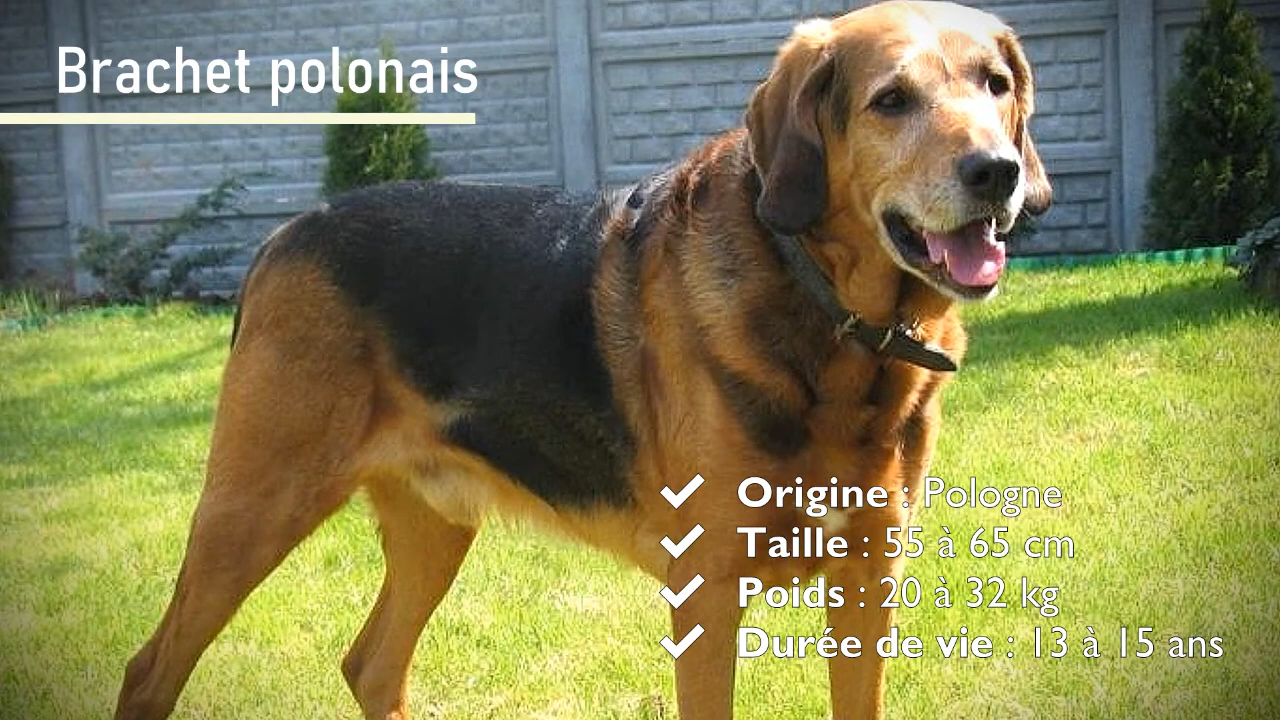 Brachet polonais
Origine : Pologne
Taille : 55 à 65 cm
Poids : 20 à 32 kg
Durée de vie : 13 à 15 ans